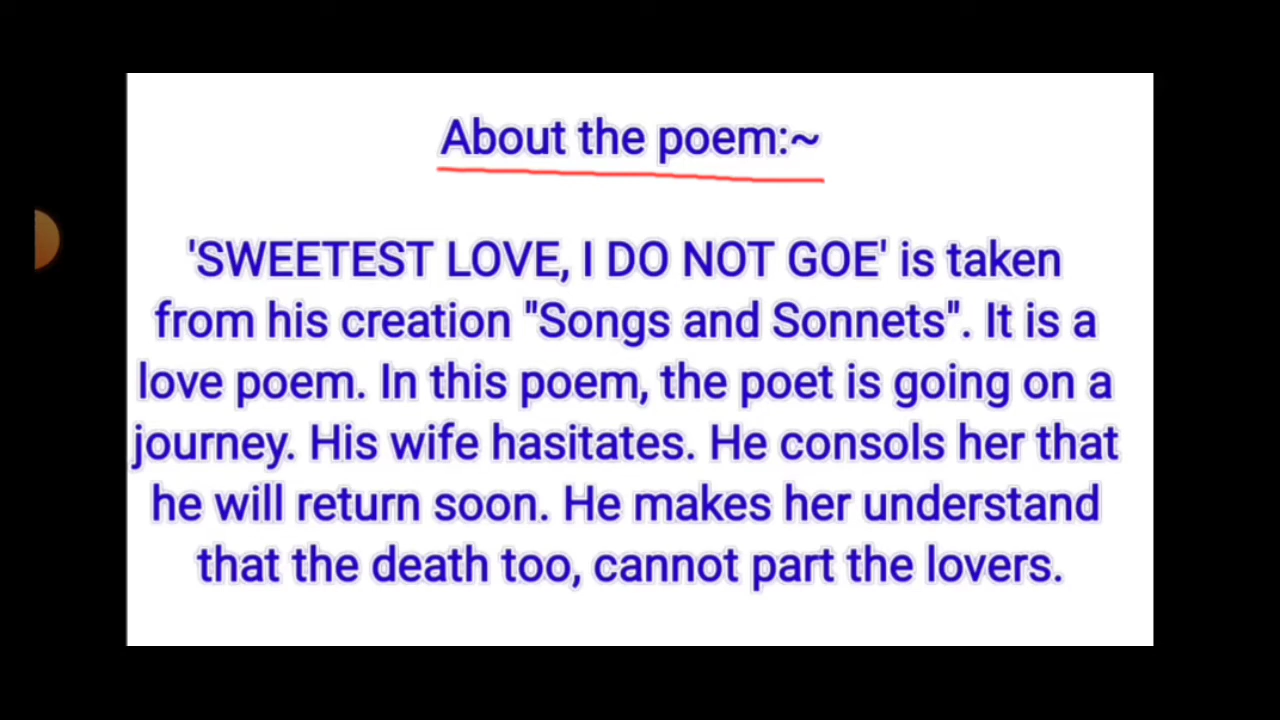 About the poem:~
'SWEETEST LOVE, I DO NOT GOE' is taken
from his creation "Songs and Sonnets". It is a
love poem. In this poem, the poet is going on a
journey. His wife hasitates. He consols her that
he will return soon. He makes her understand
that the death too, cannot part the lovers.